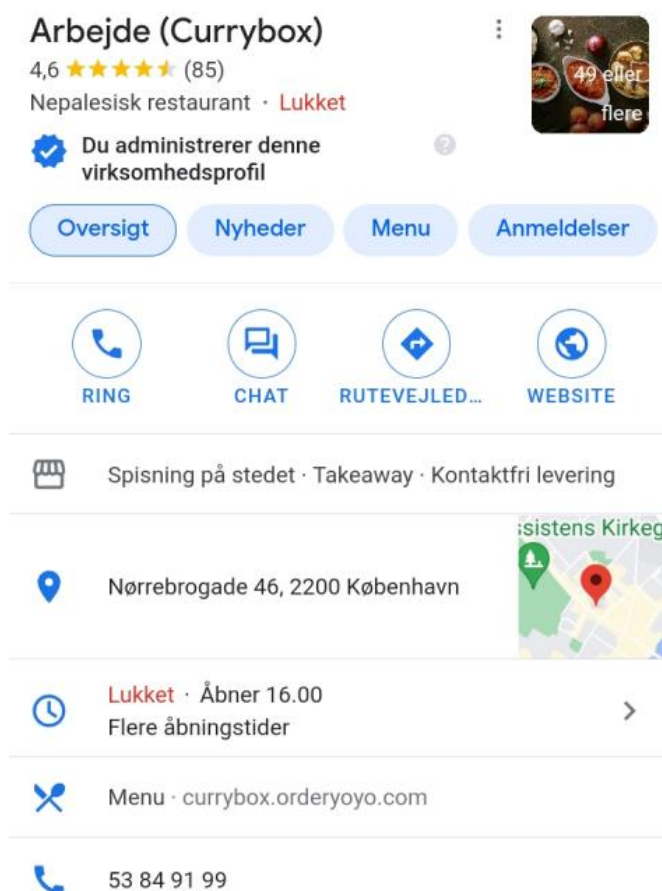 Arbejde (Currybox)
4,6 (85)
Nepalesisk restaurant · Lukket
49 eller
flere
Du administrerer denne
virksomhedsprofil
?
Oversigt
Nyheder
Menu
Anmeldelser
RING
CHAT
RUTEVEJLED...
WEBSITE
Spisning på stedet · Takeaway · Kontaktfri levering
sistens Kirkeg
Nørrebrogade 46, 2200 København
Lukket · Åbner 16.00
Flere åbningstider
Menu · currybox.orderyoyo.com
53 84 91 99